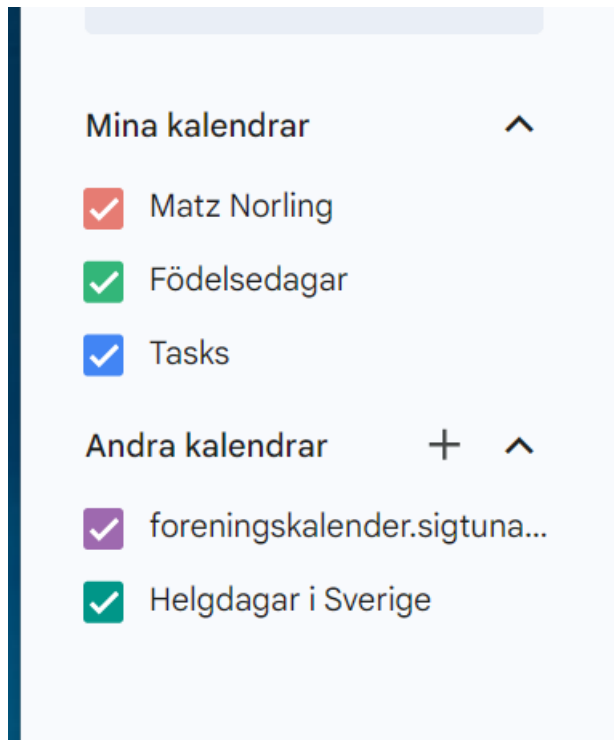 Mina kalendrar
Matz Norling
Födelsedagar
Tasks
Andra kalendrar
foreningskalender.sigtuna...
Helgdagar i Sverige